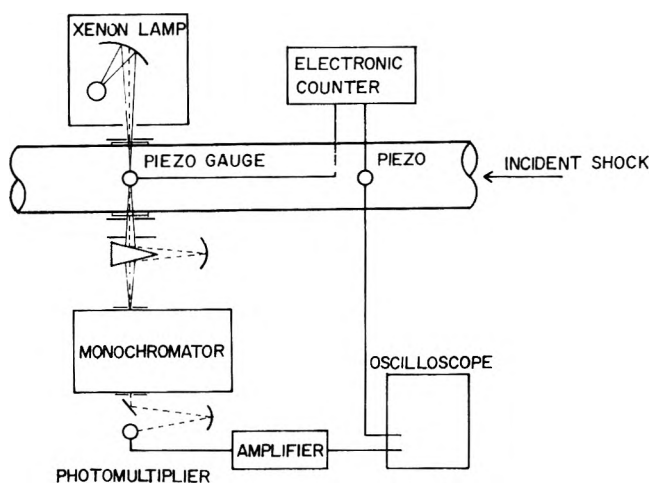 XENON LAMP
ELECTRONIC
COUNTER
PIEZO GAUGE
PIEZO
INCIDENT SHOCK
MONOCHROMATOR
OSCILLOSCOPE
AMPLIFIER
PHOTOMULTIPLIER